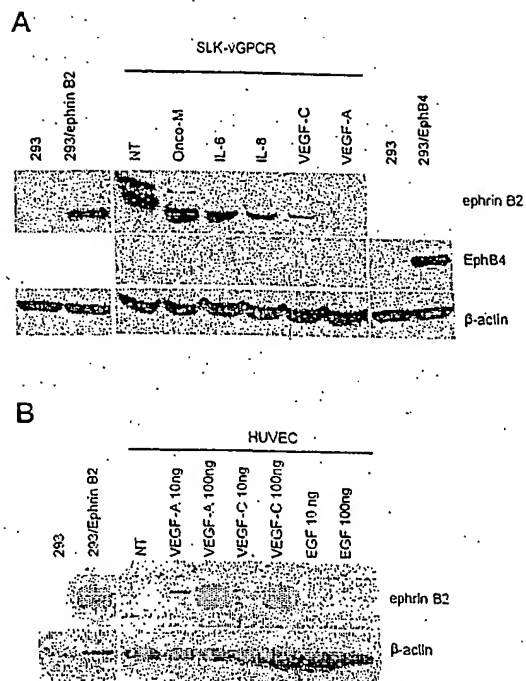 A
SLK-vGPCR
293
293/ephrin B2
NT
Onco-M
IL-6
IL-8
VEGF-C
VEGF-A
293
293/EphB4
ephrin B2
EphB4
β-actin
B
HUVEC
293
293/Ephrin B2
NT
VEGF-A 10ng
VEGF-A 100ng
VEGF-C 10ng
VEGF-C 100ng
EGF 10 ng
EGF 100ng
ephrin B2
β-actin